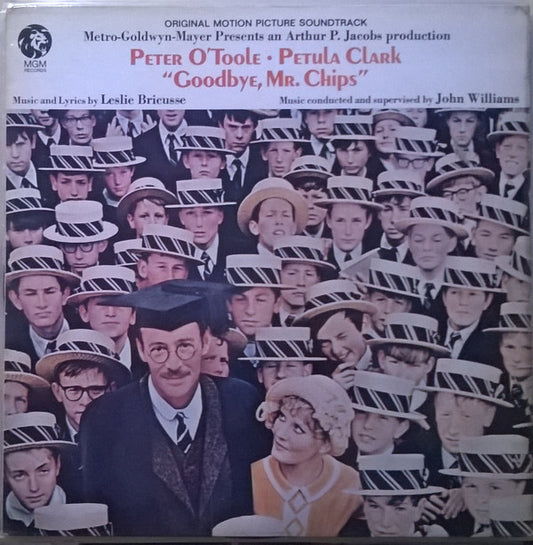 ORIGINAL MOTION PICTURE SOUNDTRACK
Metro-Goldwyn-Mayer Presents an Arthur P. Jacobs production
MGM
RECORDS
PETER O'TOOLE · PETULA CLARK
"GOODBYE, MR. CHIPS"
Music and Lyrics by Leslie Bricusse
Music conducted and supervised by John Williams